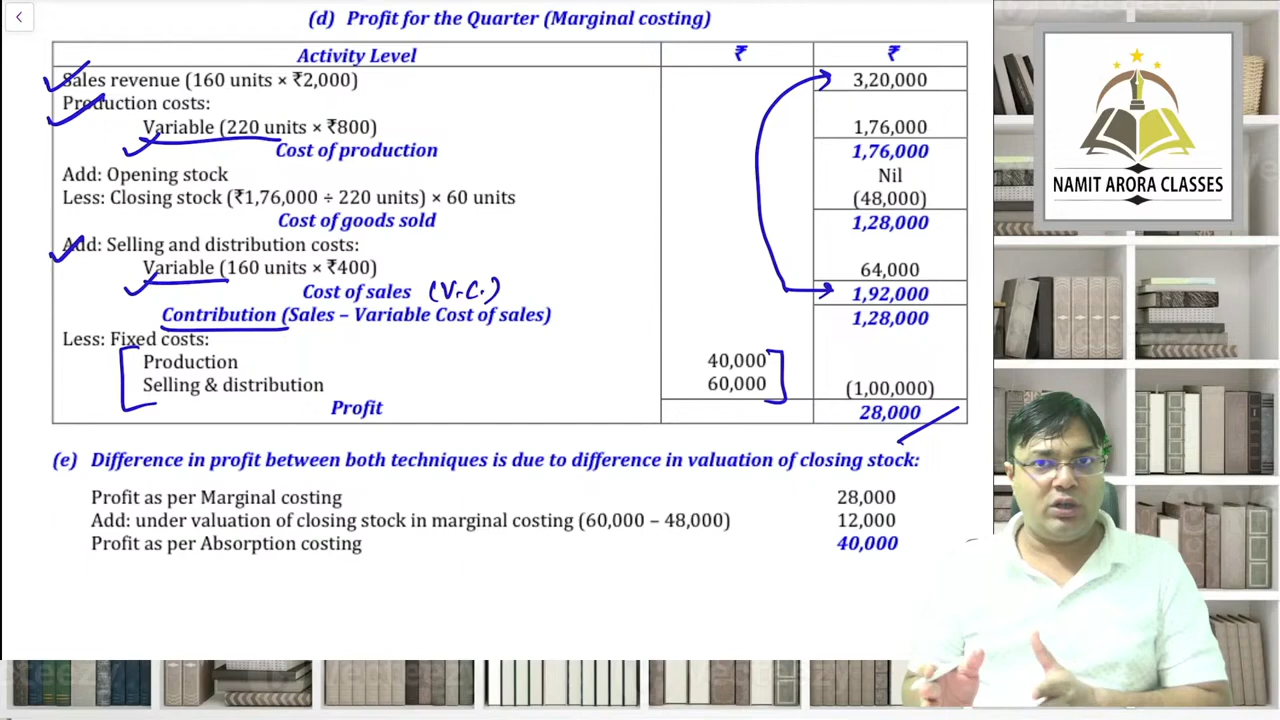 (d) Profit for the Quarter (Marginal costing)
Activity Level ₹ ₹
Sales revenue (160 units × ₹2,000) 3,20,000
Production costs:
Variable (220 units × ₹800) 1,76,000
Cost of production 1,76,000
Add: Opening stock Nil
Less: Closing stock (₹1,76,000 ÷ 220 units) × 60 units (48,000)
Cost of goods sold 1,28,000
Add: Selling and distribution costs:
Variable (160 units × ₹400) 64,000
Cost of sales (V.C.) 1,92,000
Contribution (Sales – Variable Cost of sales) 1,28,000
Less: Fixed costs:
Production 40,000
Selling & distribution 60,000 (1,00,000)
Profit 28,000
(e) Difference in profit between both techniques is due to difference in valuation of closing stock:
Profit as per Marginal costing 28,000
Add: under valuation of closing stock in marginal costing (60,000 – 48,000) 12,000
Profit as per Absorption costing 40,000
NAMIT ARORA CLASSES